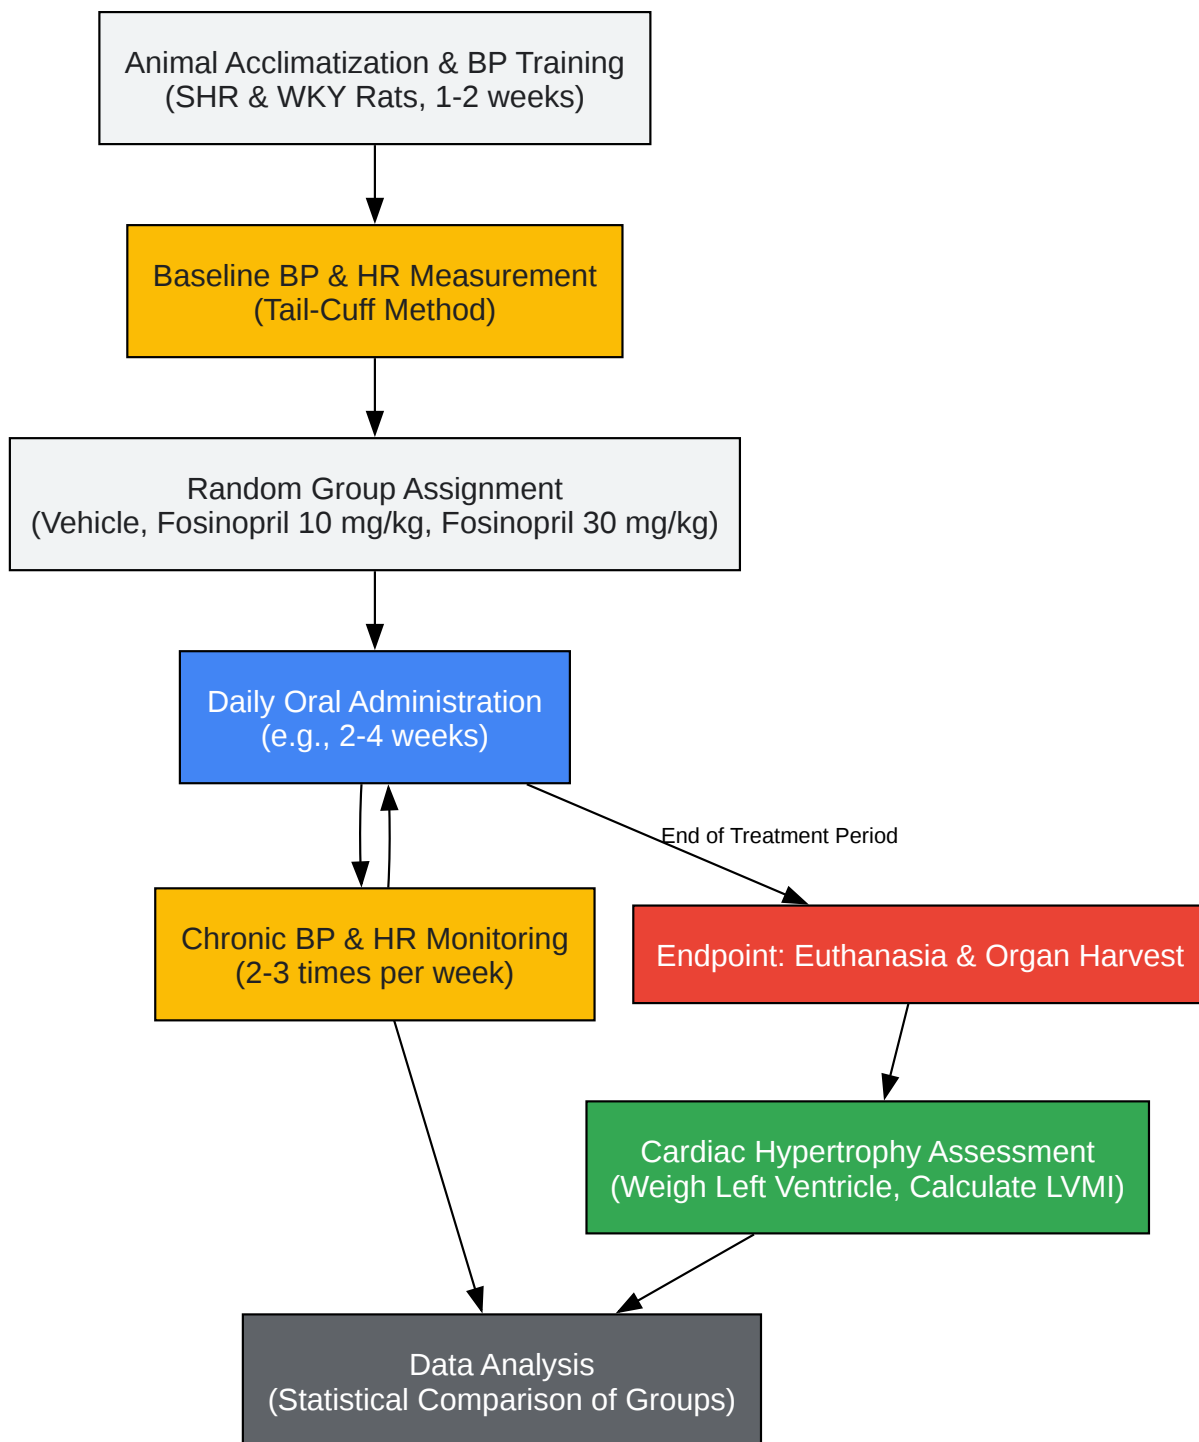 Animal Acclimatization & BP Training
(SHR & WKY Rats, 1-2 weeks)
Baseline BP & HR Measurement
(Tail-Cuff Method)
Random Group Assignment
(Vehicle, Fosinopril 10 mg/kg, Fosinopril 30 mg/kg)
Daily Oral Administration
(e.g., 2-4 weeks)
End of Treatment Period
Chronic BP & HR Monitoring
(2-3 times per week)
Endpoint: Euthanasia & Organ Harvest
Cardiac Hypertrophy Assessment
(Weigh Left Ventricle, Calculate LVMI)
Data Analysis
(Statistical Comparison of Groups)